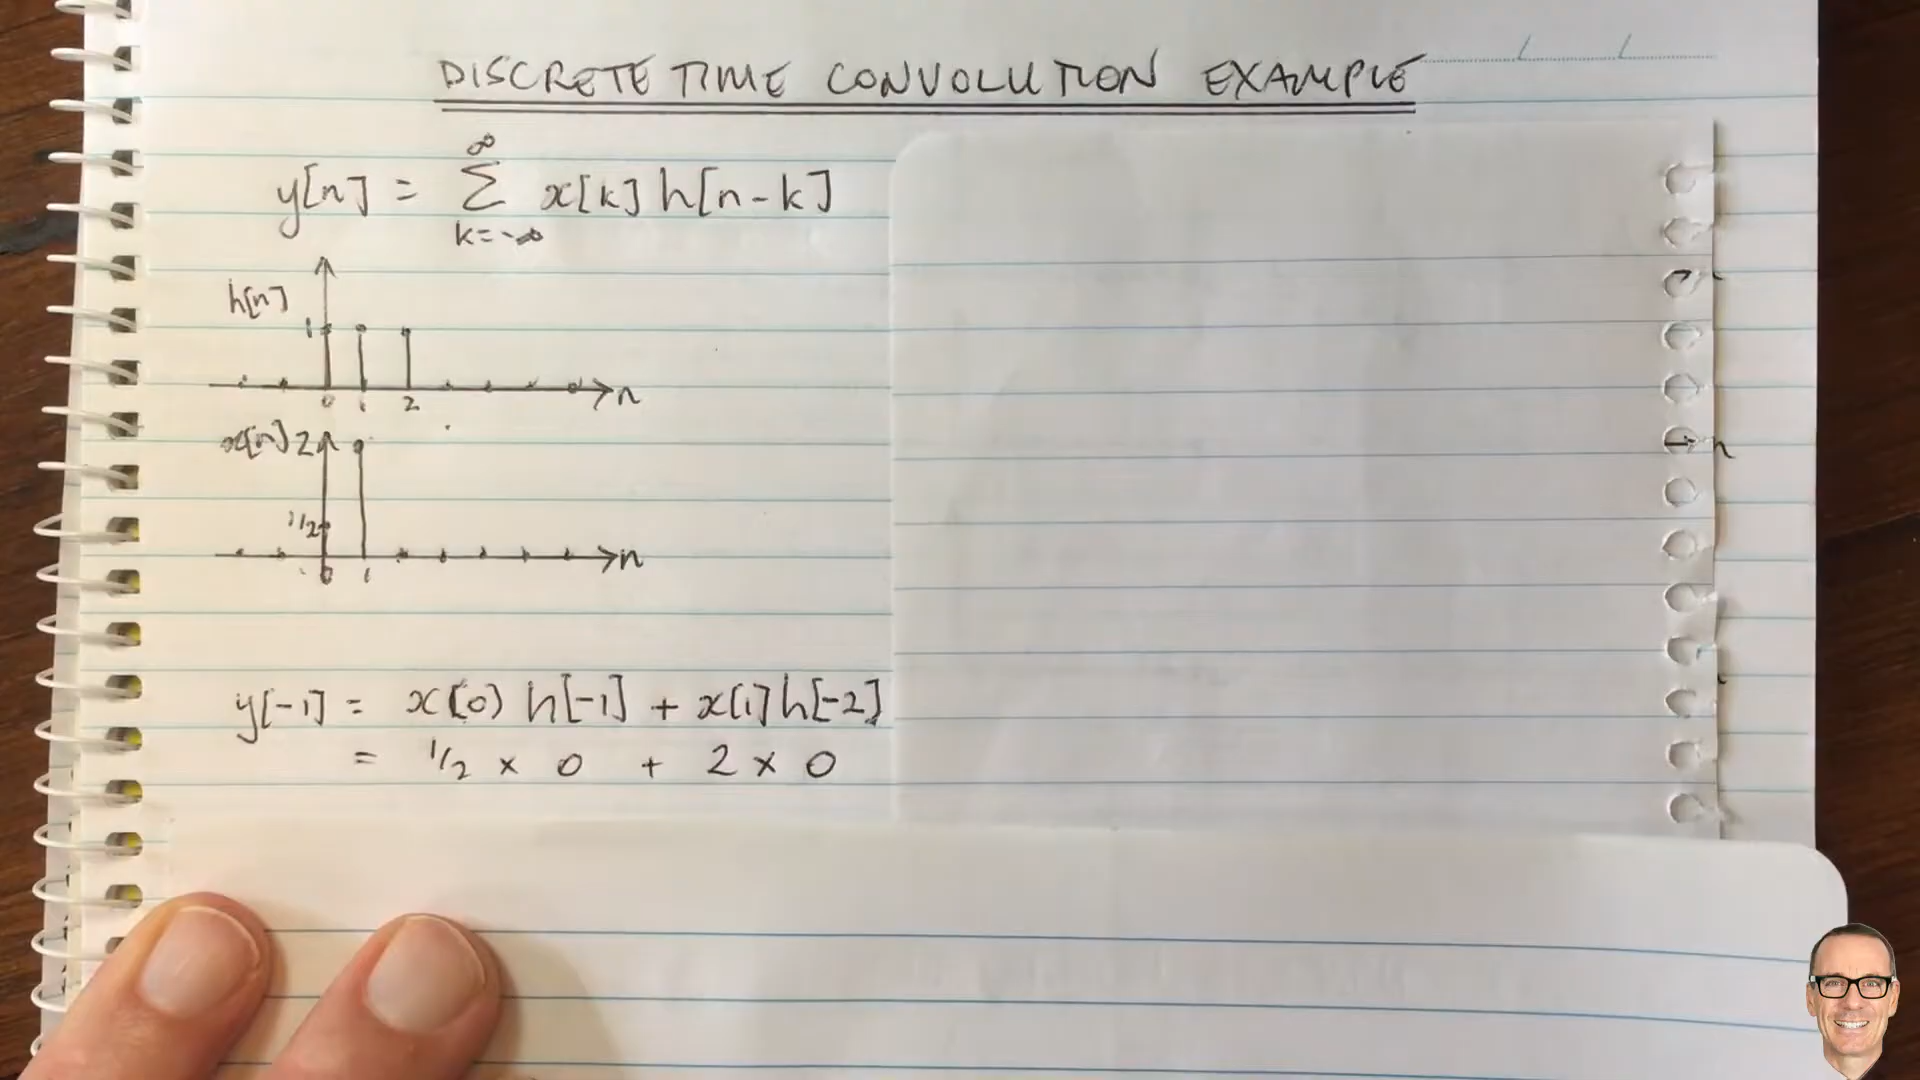 DISCRETE TIME CONVOLUTION EXAMPLE
∞
y[n] = Σ x[k] h[n-k]
k=-∞
h[n]
1
n
0 1 2
x[n] 2
1/2
n
0 1
y[-1] = x[0] h[-1] + x[1] h[-2]
= 1/2 × 0 + 2 × 0